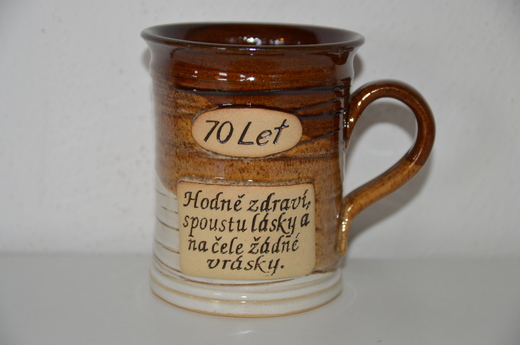 70 Let
Hodně zdraví,
spoustu lásky a
na čele žádné
vrásky.